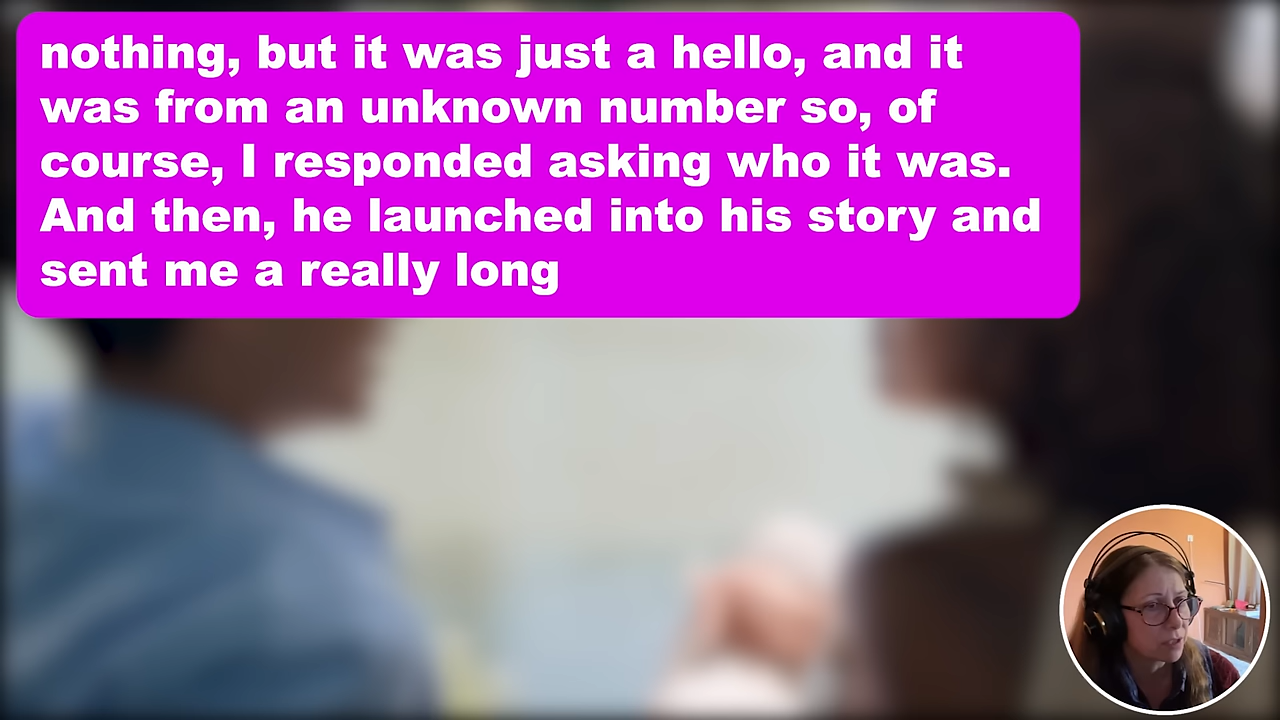 nothing, but it was just a hello, and it
was from an unknown number so, of
course, I responded asking who it was.
And then, he launched into his story and
sent me a really long